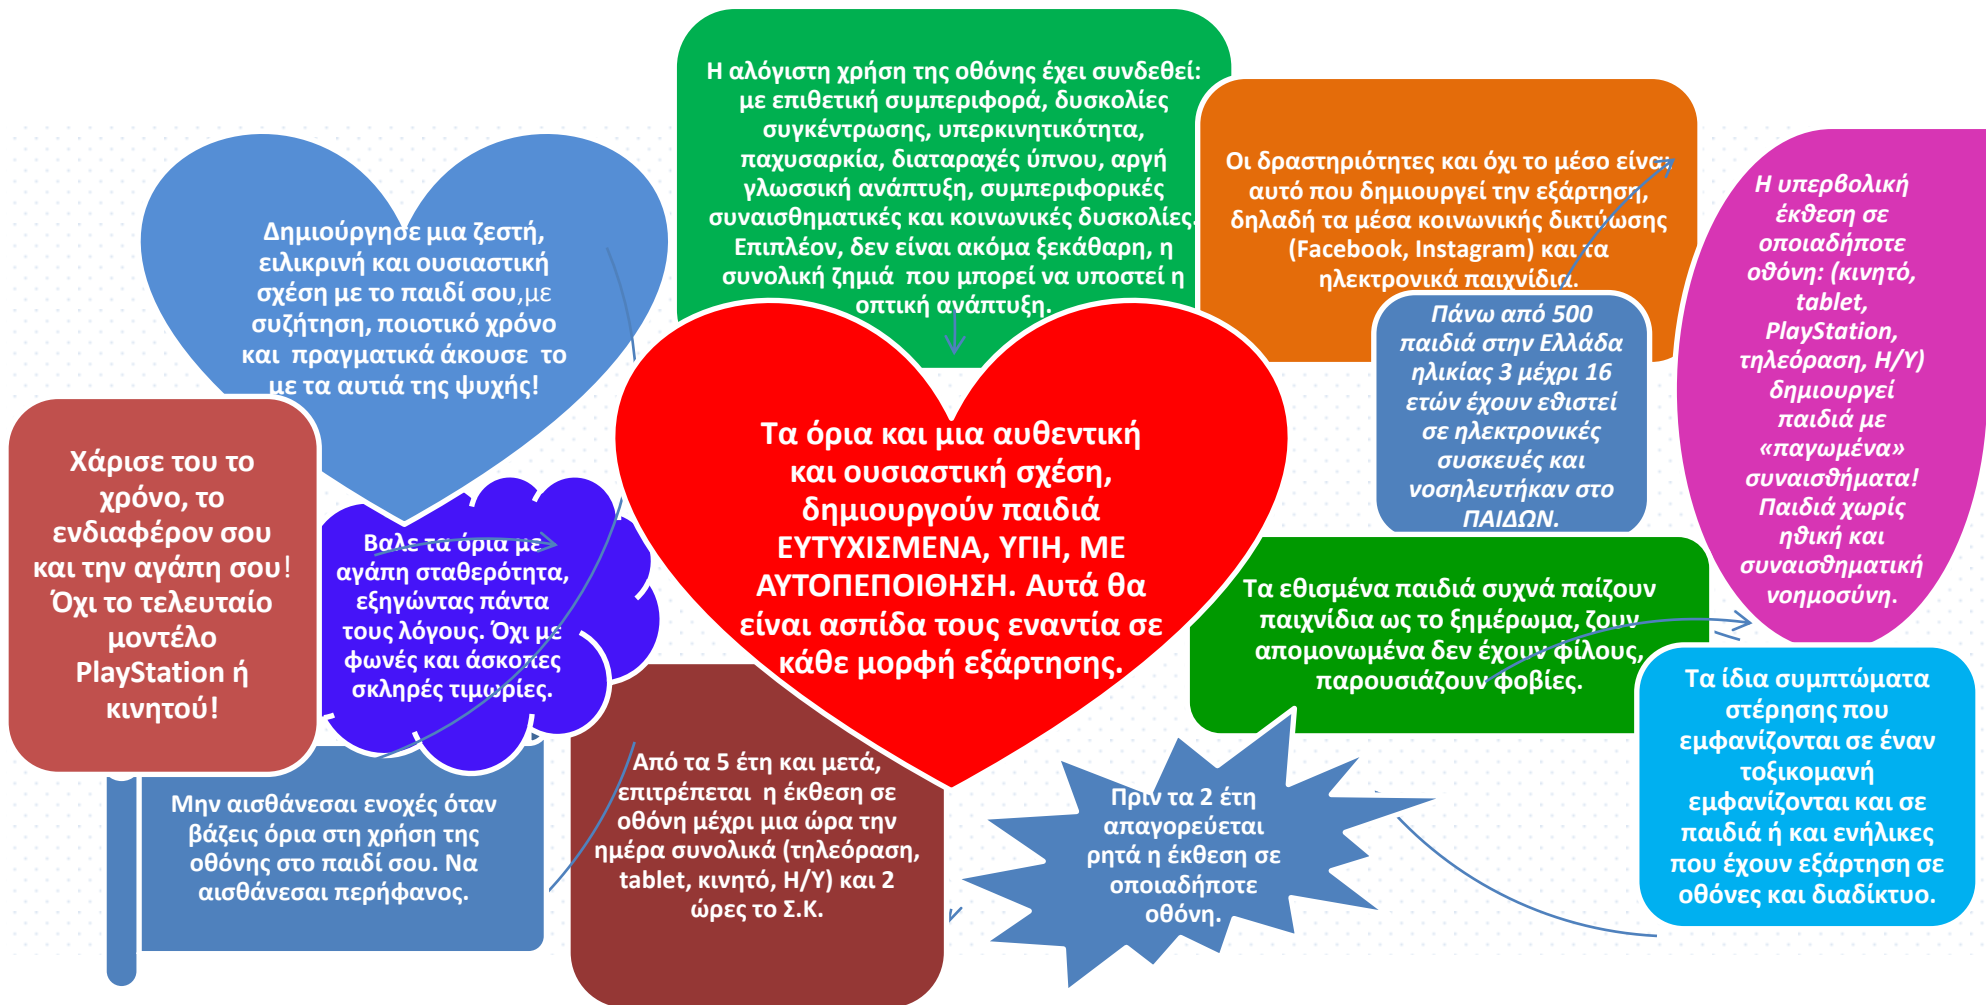 Η αλόγιστη χρήση της οθόνης έχει συνδεθεί:
με επιθετική συμπεριφορά, δυσκολίες
συγκέντρωσης, υπερκινητικότητα,
παχυσαρκία, διαταραχές ύπνου, αργή
γλωσσική ανάπτυξη, συμπεριφορικές
συναισθηματικές και κοινωνικές δυσκολίες.
Επιπλέον, δεν είναι ακόμα ξεκάθαρη, η
συνολική ζημιά που μπορεί να υποστεί η
οπτική ανάπτυξη.
Οι δραστηριότητες και όχι το μέσο είναι
αυτό που δημιουργεί την εξάρτηση,
δηλαδή τα μέσα κοινωνικής δικτύωσης
(Facebook, Instagram) και τα
ηλεκτρονικά παιχνίδια.
Η υπερβολική
έκθεση σε
οποιαδήποτε
οθόνη: (κινητό,
tablet,
PlayStation,
τηλεόραση, Η/Υ)
δημιουργεί
παιδιά με
«παγωμένα»
συναισθήματα!
Παιδιά χωρίς
ηθική και
συναισθηματική
νοημοσύνη.
Δημιούργησε μια ζεστή,
ειλικρινή και ουσιαστική
σχέση με το παιδί σου,με
συζήτηση, ποιοτικό χρόνο
και πραγματικά άκουσε το
με τα αυτιά της ψυχής!
Πάνω από 500
παιδιά στην Ελλάδα
ηλικίας 3 μέχρι 16
ετών έχουν εθιστεί
σε ηλεκτρονικές
συσκευές και
νοσηλευτήκαν στο
ΠΑΙΔΩΝ.
Χάρισε του το
χρόνο, το
ενδιαφέρον σου
και την αγάπη σου!
Όχι το τελευταίο
μοντέλο
PlayStation ή
κινητού!
Βαλε τα όρια με
αγάπη σταθερότητα,
εξηγώντας πάντα
τους λόγους. Όχι με
φωνές και άσκοπες
σκληρές τιμωρίες.
Τα όρια και μια αυθεντική
και ουσιαστική σχέση,
δημιουργούν παιδιά
ΕΥΤΥΧΙΣΜΕΝΑ, ΥΓΙΗ, ΜΕ
ΑΥΤΟΠΕΠΟΙΘΗΣΗ. Αυτά θα
είναι ασπίδα τους εναντία σε
κάθε μορφή εξάρτησης.
Τα εθισμένα παιδιά συχνά παίζουν
παιχνίδια ως το ξημέρωμα, ζουν
απομονωμένα δεν έχουν φίλους,
παρουσιάζουν φοβίες.
Τα ίδια συμπτώματα
στέρησης που
εμφανίζονται σε έναν
τοξικομανή
εμφανίζονται και σε
παιδιά ή και ενήλικες
που έχουν εξάρτηση σε
οθόνες και διαδίκτυο.
Μην αισθάνεσαι ενοχές όταν
βάζεις όρια στη χρήση της
οθόνης στο παιδί σου. Να
αισθάνεσαι περήφανος.
Από τα 5 έτη και μετά,
επιτρέπεται η έκθεση σε
οθόνη μέχρι μια ώρα την
ημέρα συνολικά (τηλεόραση,
tablet, κινητό, Η/Υ) και 2
ώρες το Σ.Κ.
Πριν τα 2 έτη
απαγορεύεται
ρητά η έκθεση σε
οποιαδήποτε
οθόνη.